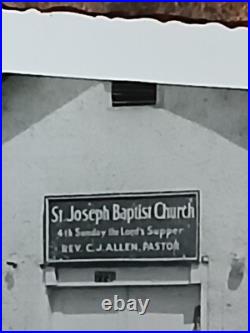 St. Joseph Baptist Church
4th Sunday the Lord's Supper
REV. C. J. ALLEN, PASTOR